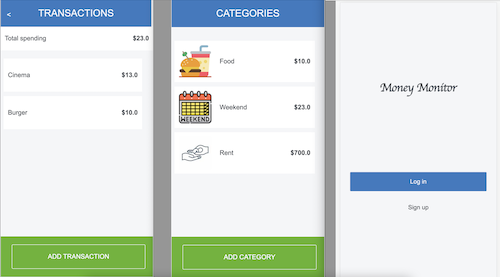 < TRANSACTIONS
Total spending $23.0
Cinema $13.0
Burger $10.0
ADD TRANSACTION
CATEGORIES
Food $10.0
WEEKEND
Weekend $23.0
Rent $700.0
ADD CATEGORY
Money Monitor
Log in
Sign up